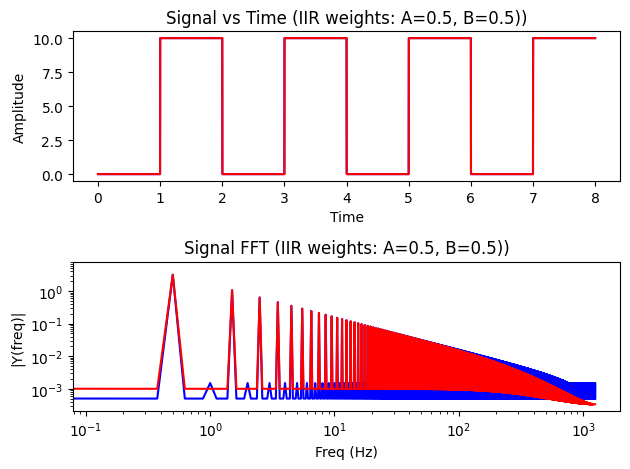 Signal vs Time (IIR weights: A=0.5, B=0.5))
10.0
7.5
5.0
2.5
0.0
Amplitude
0 1 2 3 4 5 6 7 8
Time
Signal FFT (IIR weights: A=0.5, B=0.5))
10⁰
10⁻¹
10⁻²
10⁻³
|Y(freq)|
10⁻¹ 10⁰ 10¹ 10² 10³
Freq (Hz)